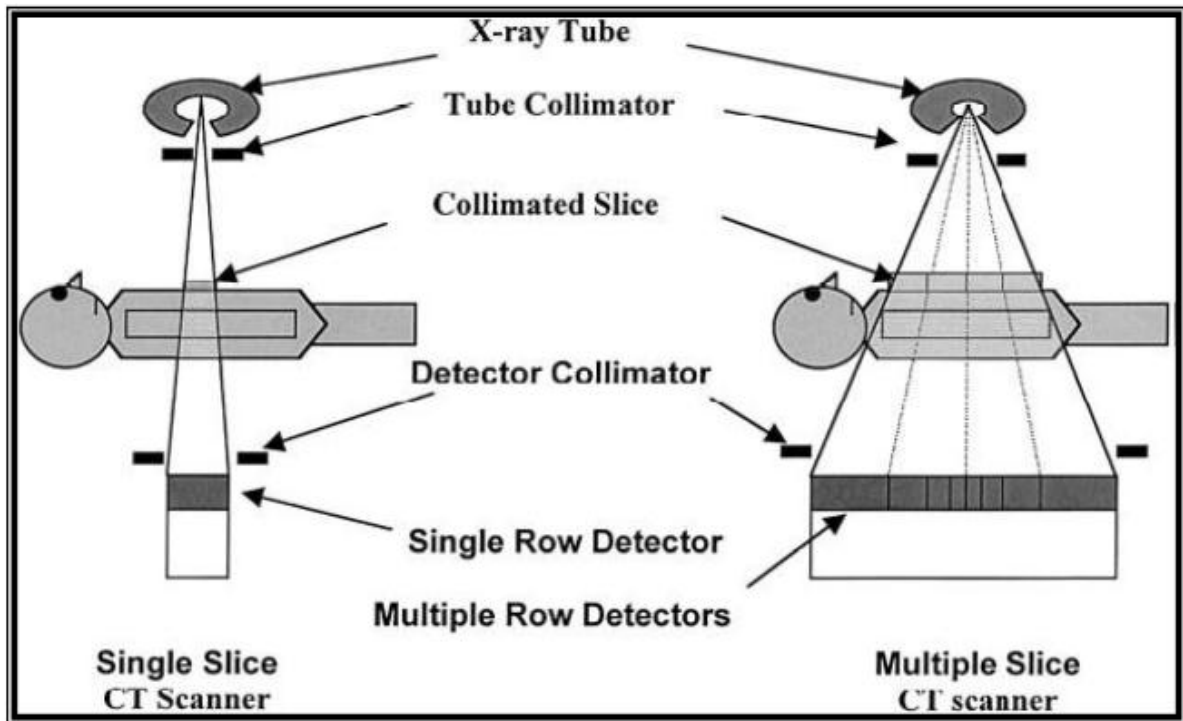 X-ray Tube
Tube Collimator
Collimated Slice
Detector Collimator
Single Row Detector
Multiple Row Detectors
Single Slice
CT Scanner
Multiple Slice
CT scanner